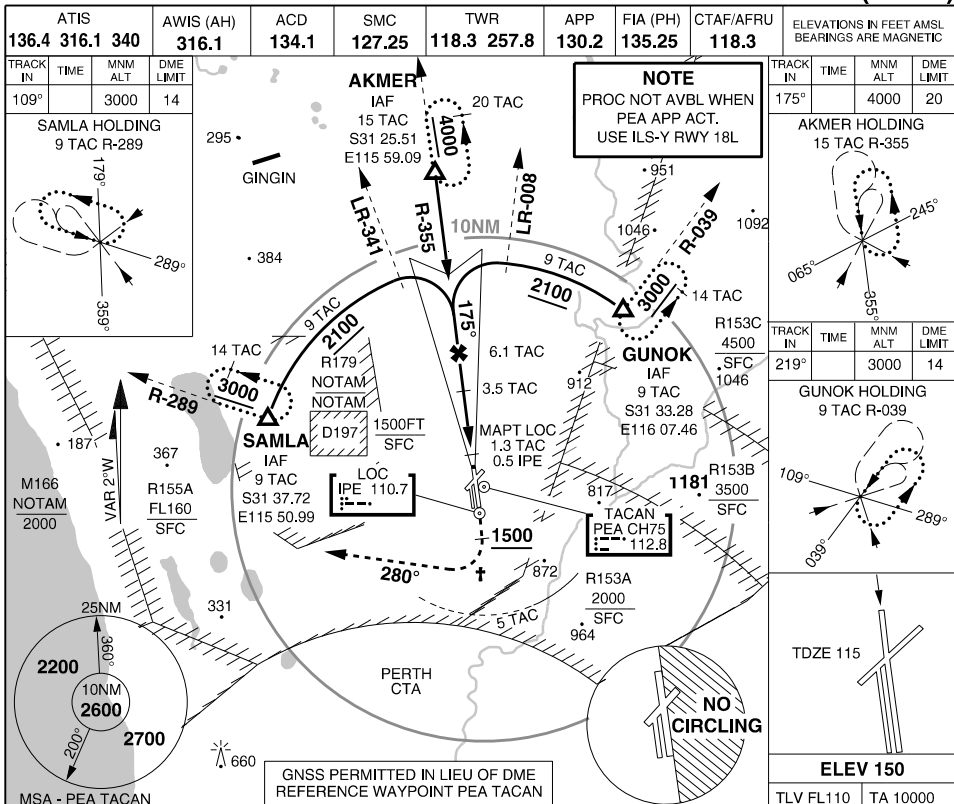 ATIS
136.4 316.1 340
AWIS (AH)
316.1
ACD
134.1
SMC
127.25
TWR
118.3 257.8
APP
130.2
FIA (PH)
135.25
CTAF/AFRU
118.3
ELEVATIONS IN FEET AMSL
BEARINGS ARE MAGNETIC
TRACK IN
TIME
MNM ALT
DME LIMIT
109°
3000
14
SAMLA HOLDING
9 TAC R-289
179°
289°
359°
TRACK IN
TIME
MNM ALT
DME LIMIT
175°
4000
20
AKMER HOLDING
15 TAC R-355
245°
065°
355°
TRACK IN
TIME
MNM ALT
DME LIMIT
219°
3000
14
GUNOK HOLDING
9 TAC R-039
109°
289°
039°
NOTE
PROC NOT AVBL WHEN
PEA APP ACT.
USE ILS-Y RWY 18L
AKMER
IAF
15 TAC
S31 25.51
E115 59.09
20 TAC
4000
295
GINGIN
384
LR-341
R-355
LR-008
10NM
951
1046
1092
R-039
9 TAC
2100
9 TAC
2100
3000
14 TAC
175°
GUNOK
IAF
9 TAC
S31 33.28
E116 07.46
R153C
4500
SFC
1046
14 TAC
3000
R-289
SAMLA
IAF
9 TAC
S31 37.72
E115 50.99
R179
NOTAM
NOTAM
D197
1500FT
SFC
6.1 TAC
3.5 TAC
912
MAPT LOC
1.3 TAC
0.5 IPE
LOC
IPE 110.7
TACAN
PEA CH75
112.8
817
1181
R153B
3500
SFC
187
M166
NOTAM
2000
VAR 2°W
367
R155A
FL160
SFC
1500
280°
872
R153A
2000
SFC
964
5 TAC
331
25NM
360°
2200
10NM
2600
2700
200°
MSA - PEA TACAN
660
PERTH
CTA
GNSS PERMITTED IN LIEU OF DME
REFERENCE WAYPOINT PEA TACAN
NO
CIRCLING
TDZE 115
ELEV 150
TLV FL110
TA 10000